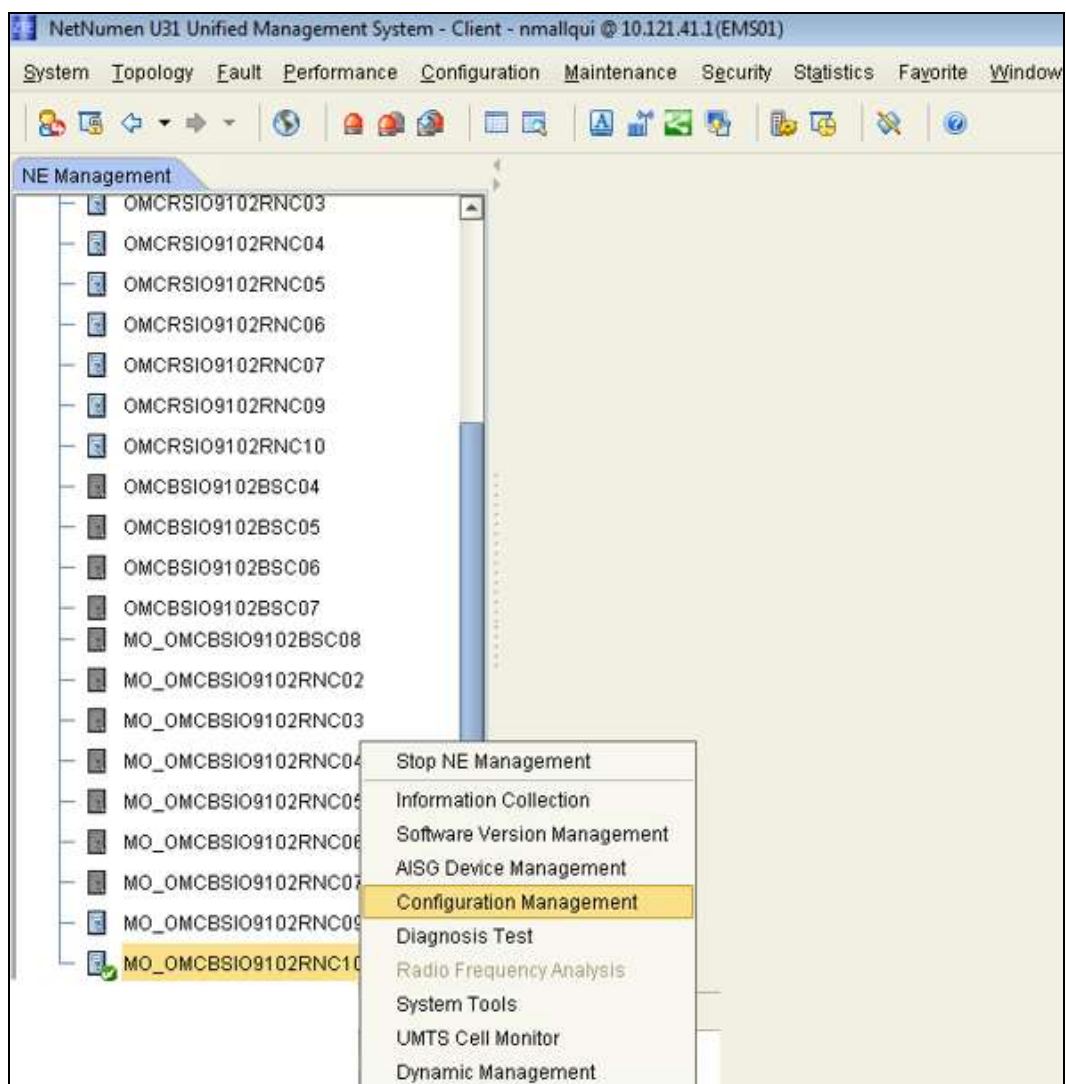 NetNumen U31 Unified Management System - Client - nmallqui @ 10.121.41.1(EMS01)
System Topology Fault Performance Configuration Maintenance Security Statistics Favorite Window
NE Management
OMCRSIO9102RNC03
OMCRSIO9102RNC04
OMCRSIO9102RNC05
OMCRSIO9102RNC06
OMCRSIO9102RNC07
OMCRSIO9102RNC09
OMCRSIO9102RNC10
OMCBSIO9102BSC04
OMCBSIO9102BSC05
OMCBSIO9102BSC06
OMCBSIO9102BSC07
MO_OMCBSIO9102BSC08
MO_OMCBSIO9102RNC02
MO_OMCBSIO9102RNC03
MO_OMCBSIO9102RNC04
MO_OMCBSIO9102RNC05
MO_OMCBSIO9102RNC06
MO_OMCBSIO9102RNC07
MO_OMCBSIO9102RNC09
MO_OMCBSIO9102RNC10
Stop NE Management
Information Collection
Software Version Management
AISG Device Management
Configuration Management
Diagnosis Test
Radio Frequency Analysis
System Tools
UMTS Cell Monitor
Dynamic Management